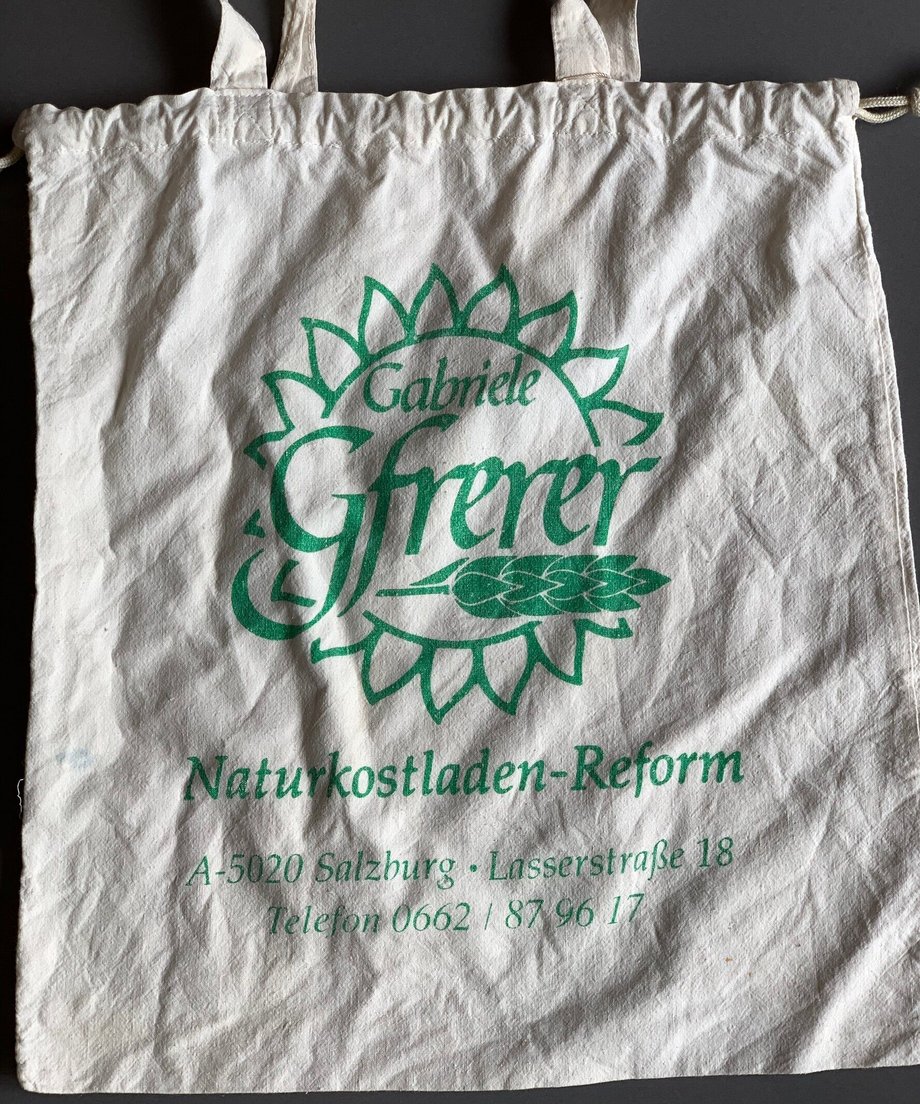 Gabriele
Gfrerer
Naturkostladen-Reform
A-5020 Salzburg • Lasserstraße 18
Telefon 0662 / 87 96 17